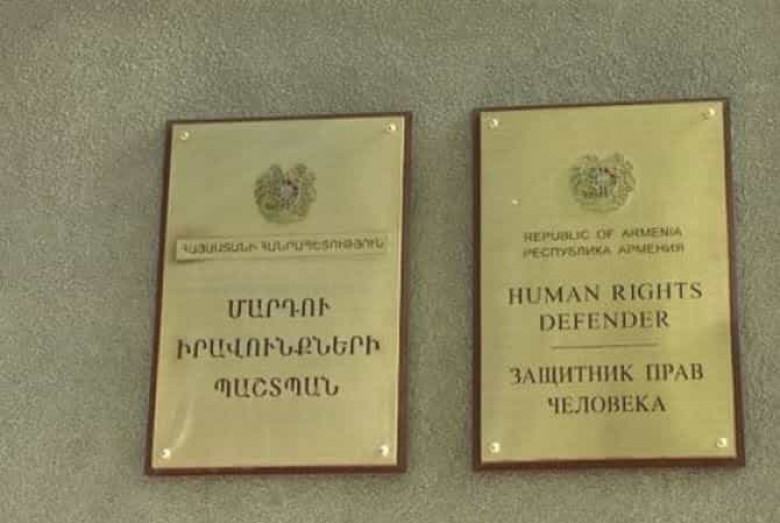 ՀԱՅԱՍՏԱՆԻ ՀԱՆՐԱՊԵՏՈՒԹՅՈՒՆ
ՄԱՐԴՈՒ
ԻՐԱՎՈՒՆՔՆԵՐԻ
ՊԱՇՏՊԱՆ
REPUBLIC OF ARMENIA
РЕСПУБЛИКА АРМЕНИЯ
HUMAN RIGHTS
DEFENDER
ЗАЩИТНИК ПРАВ
ЧЕЛОВЕКА